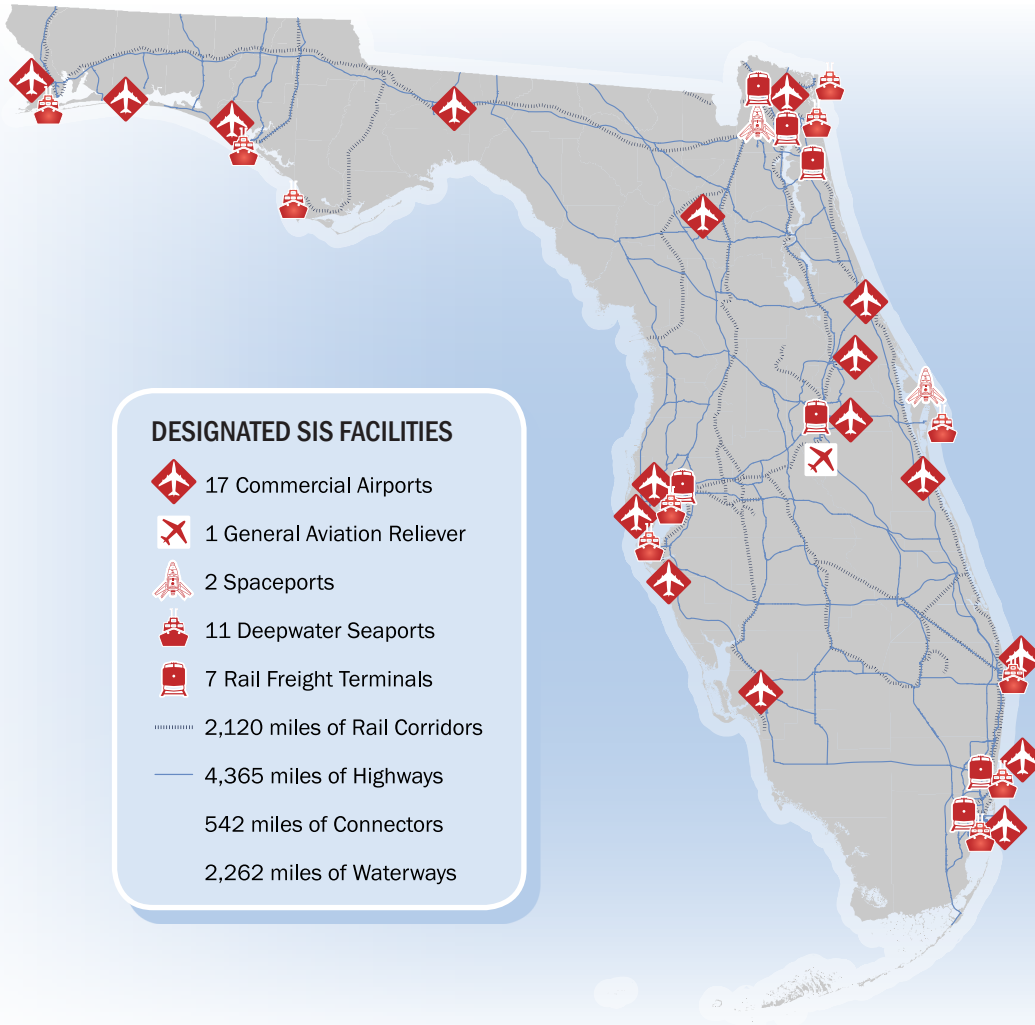 DESIGNATED SIS FACILITIES
17 Commercial Airports
1 General Aviation Reliever
2 Spaceports
11 Deepwater Seaports
7 Rail Freight Terminals
2,120 miles of Rail Corridors
4,365 miles of Highways
542 miles of Connectors
2,262 miles of Waterways